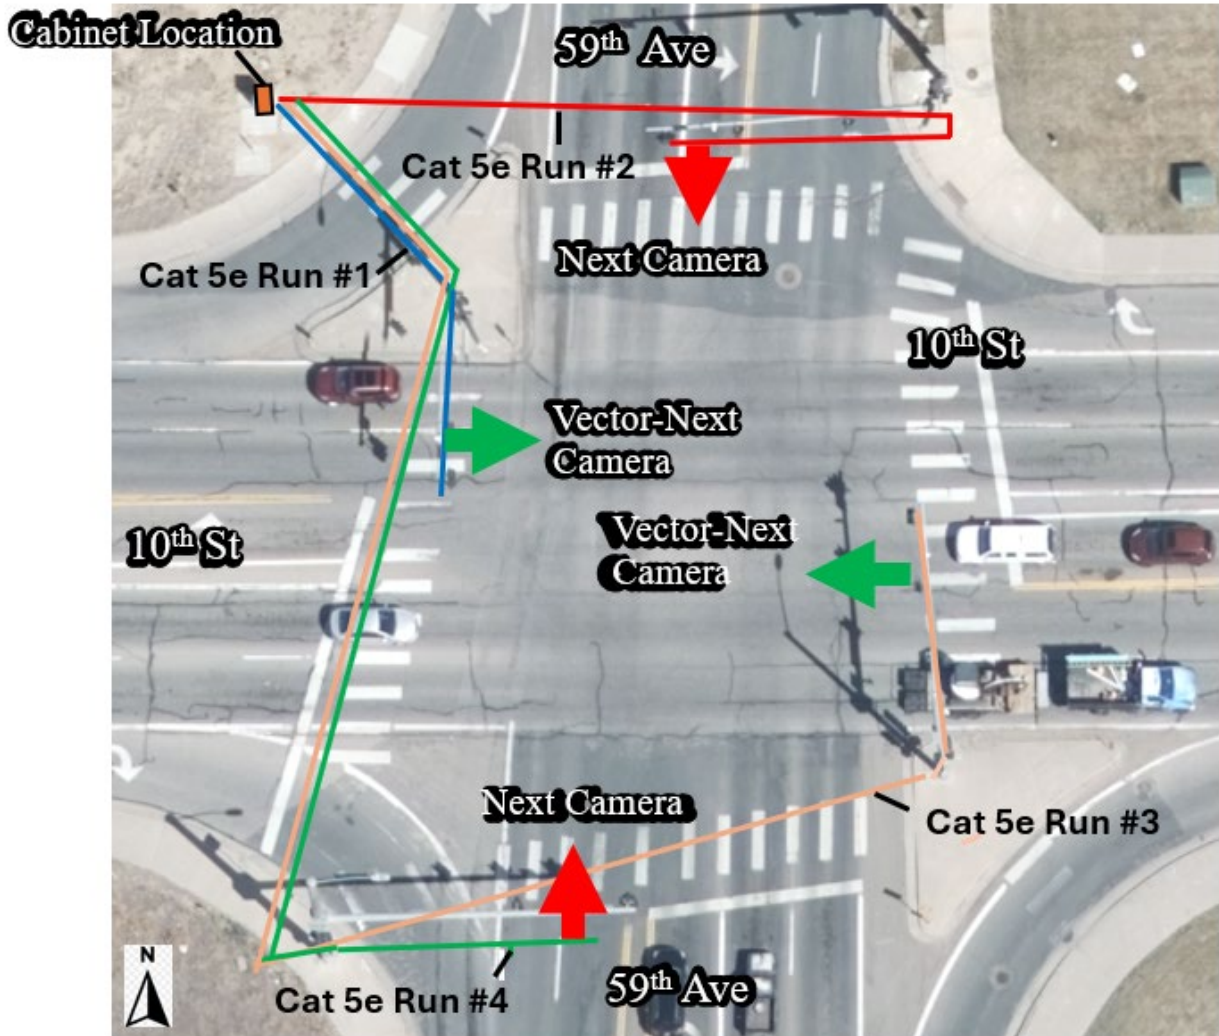 Cabinet Location
59th Ave
Cat 5e Run #2
Next Camera
Cat 5e Run #1
10th St
Vector-Next
Camera
Vector-Next
Camera
10th St
Next Camera
Cat 5e Run #3
N
Cat 5e Run #4
59th Ave